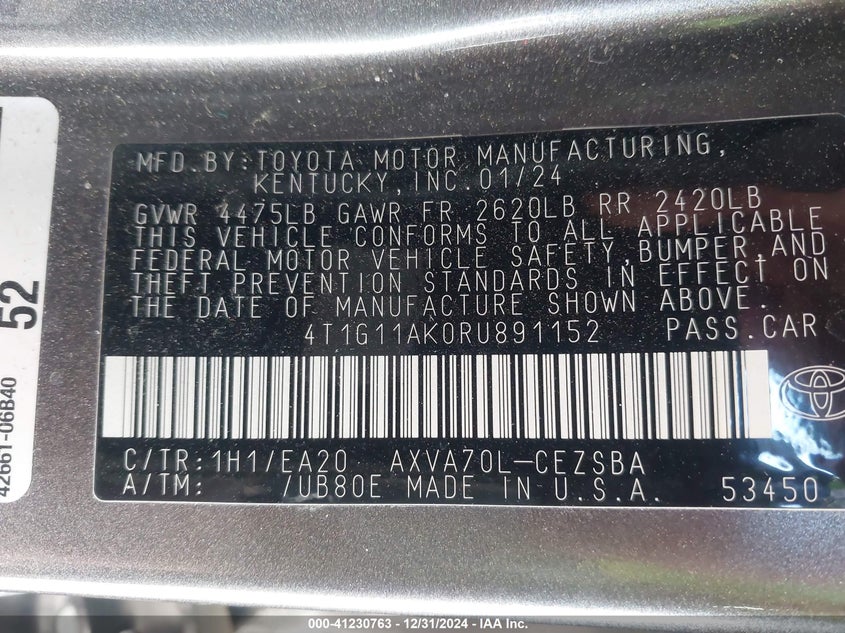 MFD.BY:TOYOTA MOTOR MANUFACTURING,
KENTUCKY,INC.01/24
GVWR 4475LB GAWR FR 2620LB RR 2420LB
THIS VEHICLE CONFORMS TO ALL APPLICABLE
FEDERAL MOTOR VEHICLE SAFETY,BUMPER,AND
THEFT PREVENTION STANDARDS IN EFFECT ON
THE DATE OF MANUFACTURE SHOWN ABOVE.
4T1G11AK0RU891152 PASS.CAR
C/TR:1H1/EA20 AXVA70L-CEZSBA
A/TM: /UB80E MADE IN U.S.A. 53450
52
42661-06B40
000-41230763 - 12/31/2024 - IAA Inc.